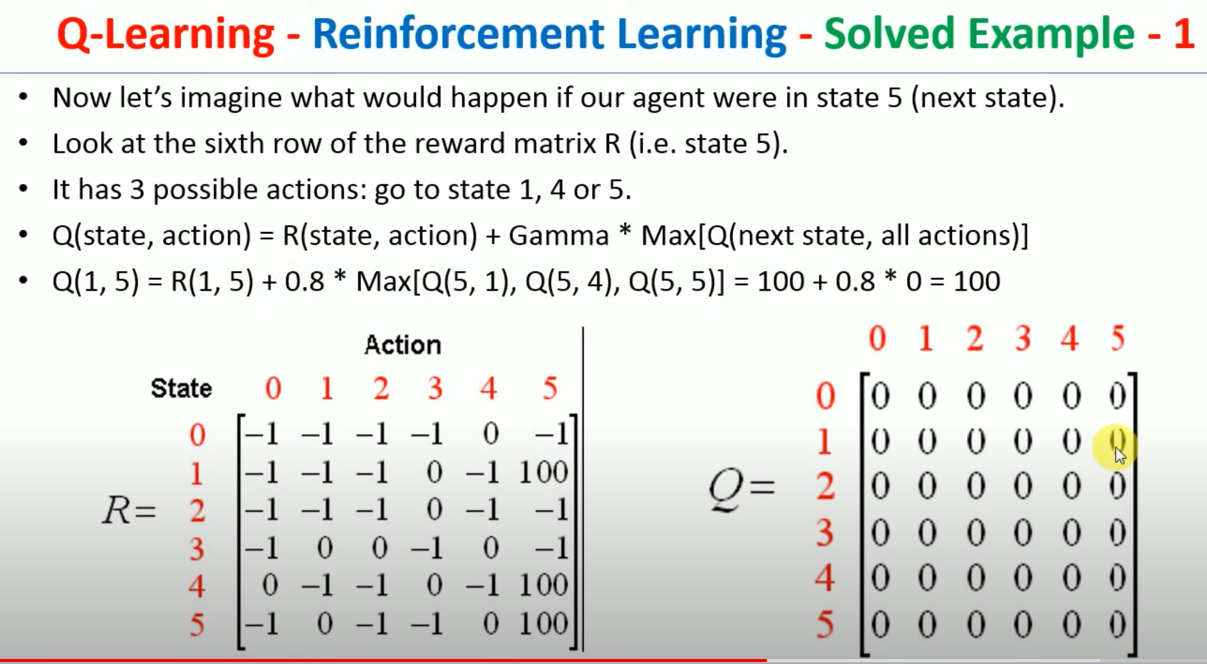 Q-Learning - Reinforcement Learning - Solved Example - 1
• Now let's imagine what would happen if our agent were in state 5 (next state).
• Look at the sixth row of the reward matrix R (i.e. state 5).
• It has 3 possible actions: go to state 1, 4 or 5.
• Q(state, action) = R(state, action) + Gamma * Max[Q(next state, all actions)]
• Q(1, 5) = R(1, 5) + 0.8 * Max[Q(5, 1), Q(5, 4), Q(5, 5)] = 100 + 0.8 * 0 = 100
Action
State 0 1 2 3 4 5
0 -1 -1 -1 -1 0 -1
1 -1 -1 -1 0 -1 100
R= 2 -1 -1 -1 0 -1 -1
3 -1 0 0 -1 0 -1
4 0 -1 -1 0 -1 100
5 -1 0 -1 -1 0 100
0 1 2 3 4 5
0 0 0 0 0 0 0
1 0 0 0 0 0 0
Q= 2 0 0 0 0 0 0
3 0 0 0 0 0 0
4 0 0 0 0 0 0
5 0 0 0 0 0 0